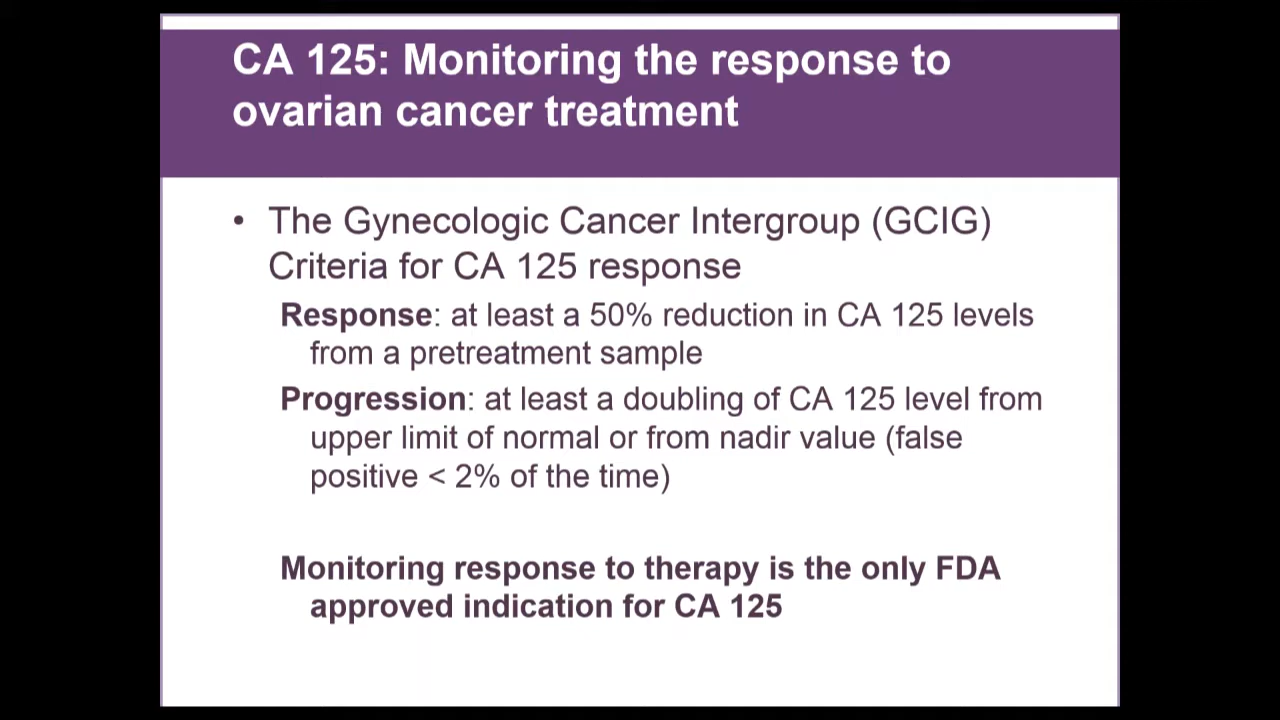 CA 125: Monitoring the response to
ovarian cancer treatment
• The Gynecologic Cancer Intergroup (GCIG)
Criteria for CA 125 response
Response: at least a 50% reduction in CA 125 levels
from a pretreatment sample
Progression: at least a doubling of CA 125 level from
upper limit of normal or from nadir value (false
positive < 2% of the time)
Monitoring response to therapy is the only FDA
approved indication for CA 125